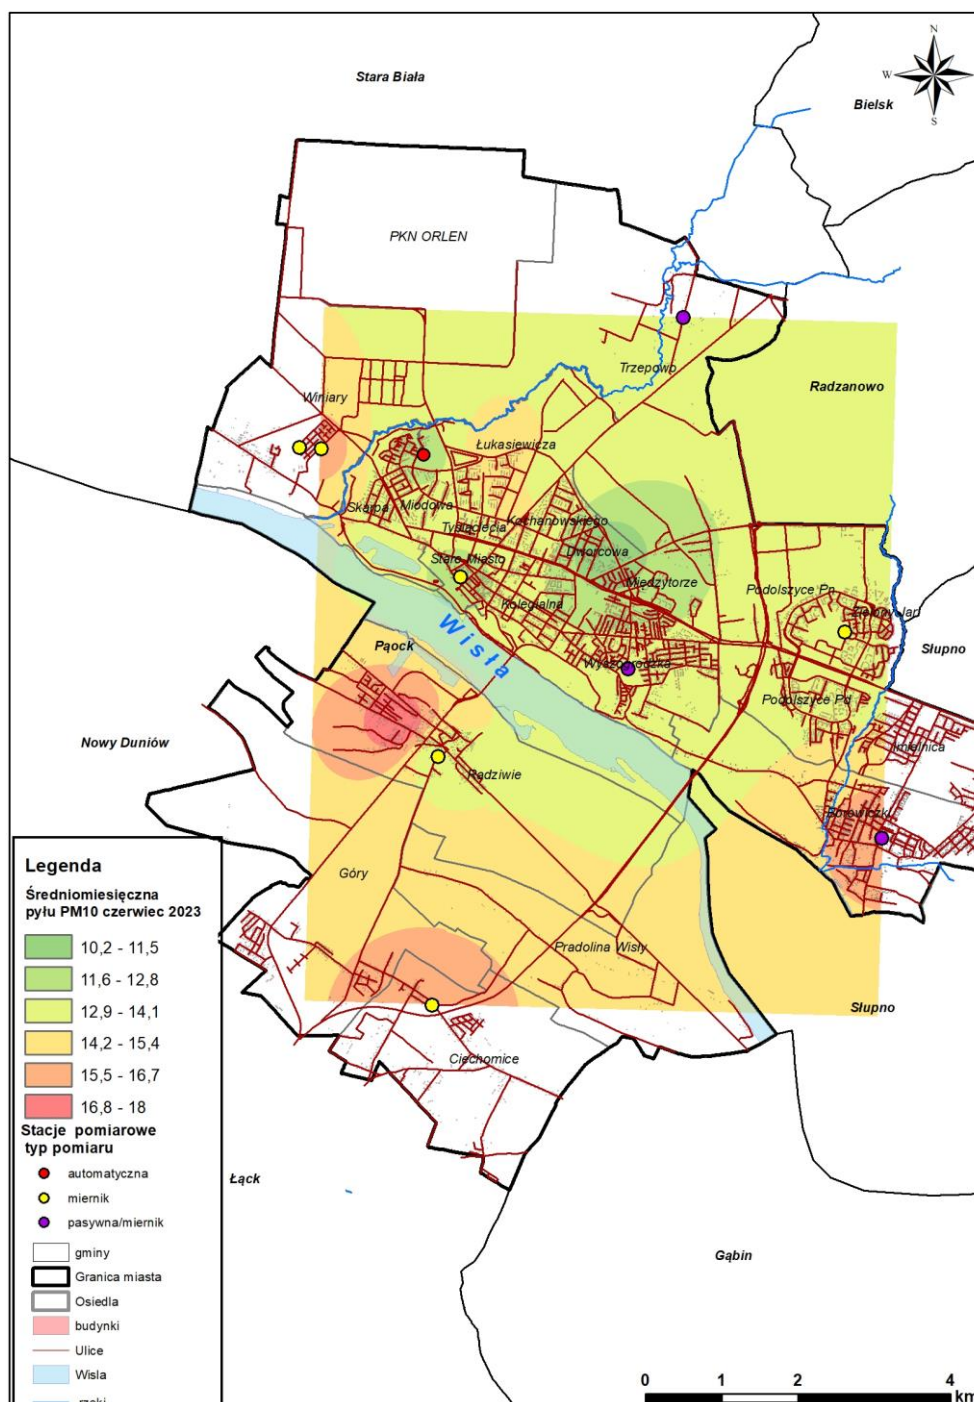 Stara Biała
Bielsk
N
W
S
PKN ORLEN
Trzepowo
Radzanowo
Winiary
Łukasiewicza
Skarpa
Miodowa
Tysiąclecia
Kochanowskiego
Dworcowa
Stare Miasto
Międzytorze
Kolegialna
Podolszyce Pn
Zielony Jar
Wisła
Pąock
Wyszogrodzka
Słupno
Podolszyce Pd
Nowy Duniów
Imielnica
Radziwie
Borowiczki
Góry
Pradolina Wisły
Słupno
Ciechomice
Łąck
Gąbin
Legenda
Średniomiesięczna
pyłu PM10 czerwiec 2023
10,2 - 11,5
11,6 - 12,8
12,9 - 14,1
14,2 - 15,4
15,5 - 16,7
16,8 - 18
Stacje pomiarowe
typ pomiaru
automatyczna
miernik
pasywna/miernik
gminy
Granica miasta
Osiedla
budynki
Ulice
Wisla
0 1 2 4
km